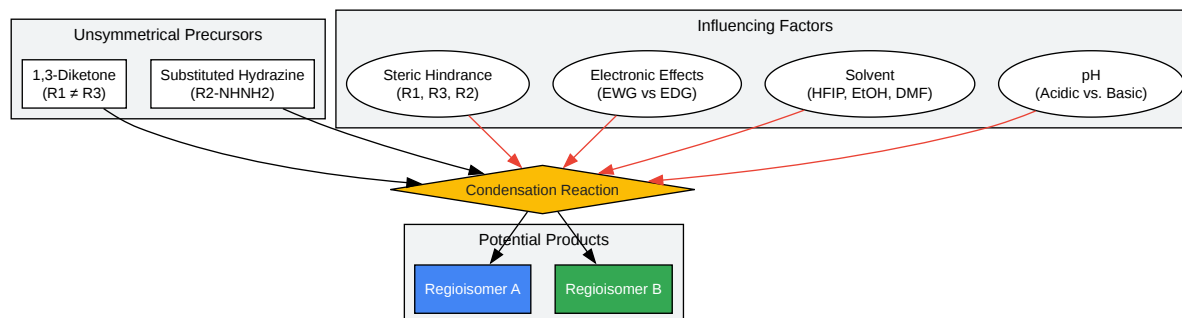 Unsymmetrical Precursors
1,3-Diketone
(R1 ≠ R3)
Substituted Hydrazine
(R2-NHNH2)
Influencing Factors
Steric Hindrance
(R1, R3, R2)
Electronic Effects
(EWG vs EDG)
Solvent
(HFIP, EtOH, DMF)
pH
(Acidic vs. Basic)
Condensation Reaction
Potential Products
Regioisomer A
Regioisomer B